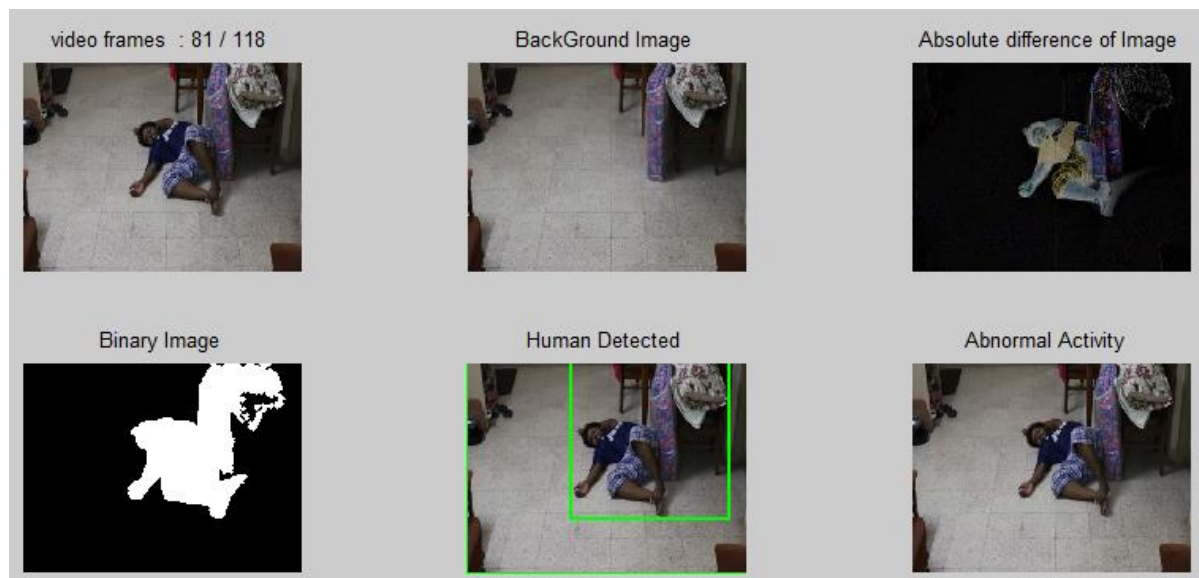 video frames : 81 / 118
BackGround Image
Absolute difference of Image
Binary Image
Human Detected
Abnormal Activity